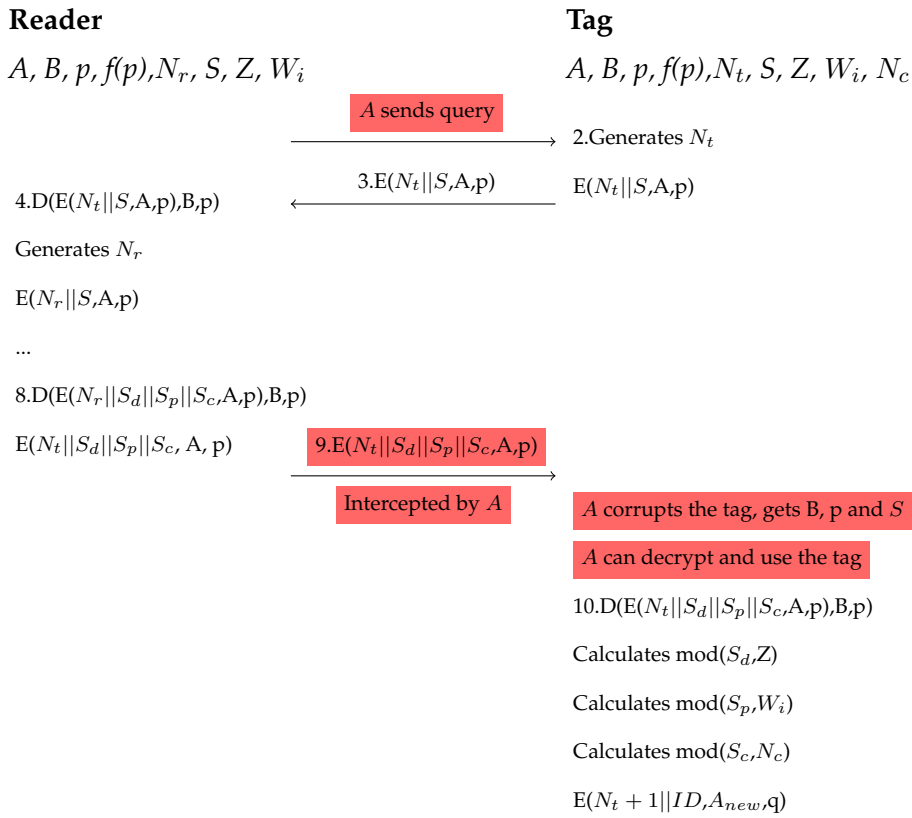 Reader
Tag
A, B, p, f(p),N_r, S, Z, W_i
A, B, p, f(p),N_t, S, Z, W_i, N_c
A sends query
2.Generates N_t
3.E(N_t||S,A,p)
E(N_t||S,A,p)
4.D(E(N_t||S,A,p),B,p)
Generates N_r
E(N_r||S,A,p)
...
8.D(E(N_r||S_d||S_p||S_c,A,p),B,p)
E(N_t||S_d||S_p||S_c, A, p)
9.E(N_t||S_d||S_p||S_c,A,p)
Intercepted by A
A corrupts the tag, gets B, p and S
A can decrypt and use the tag
10.D(E(N_t||S_d||S_p||S_c,A,p),B,p)
Calculates mod(S_d,Z)
Calculates mod(S_p,W_i)
Calculates mod(S_c,N_c)
E(N_t + 1||ID,A_{new},q)